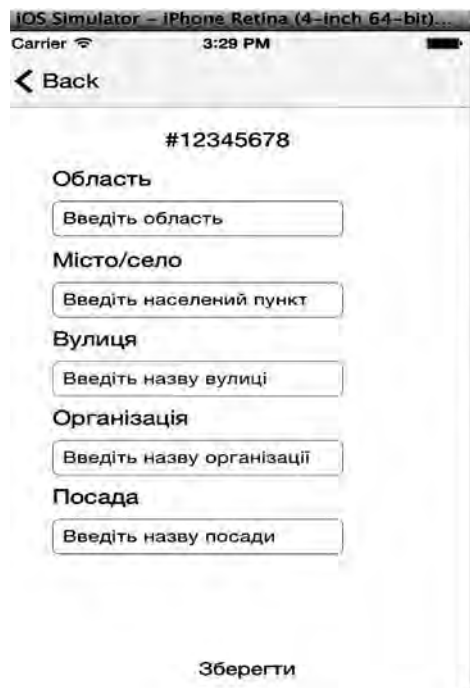 iOS Simulator – iPhone Retina (4-inch 64-bit)...
Carrier 3:29 PM
Back
#12345678
Область
Введіть область
Місто/село
Введіть населений пункт
Вулиця
Введіть назву вулиці
Організація
Введіть назву організації
Посада
Введіть назву посади
Зберегти